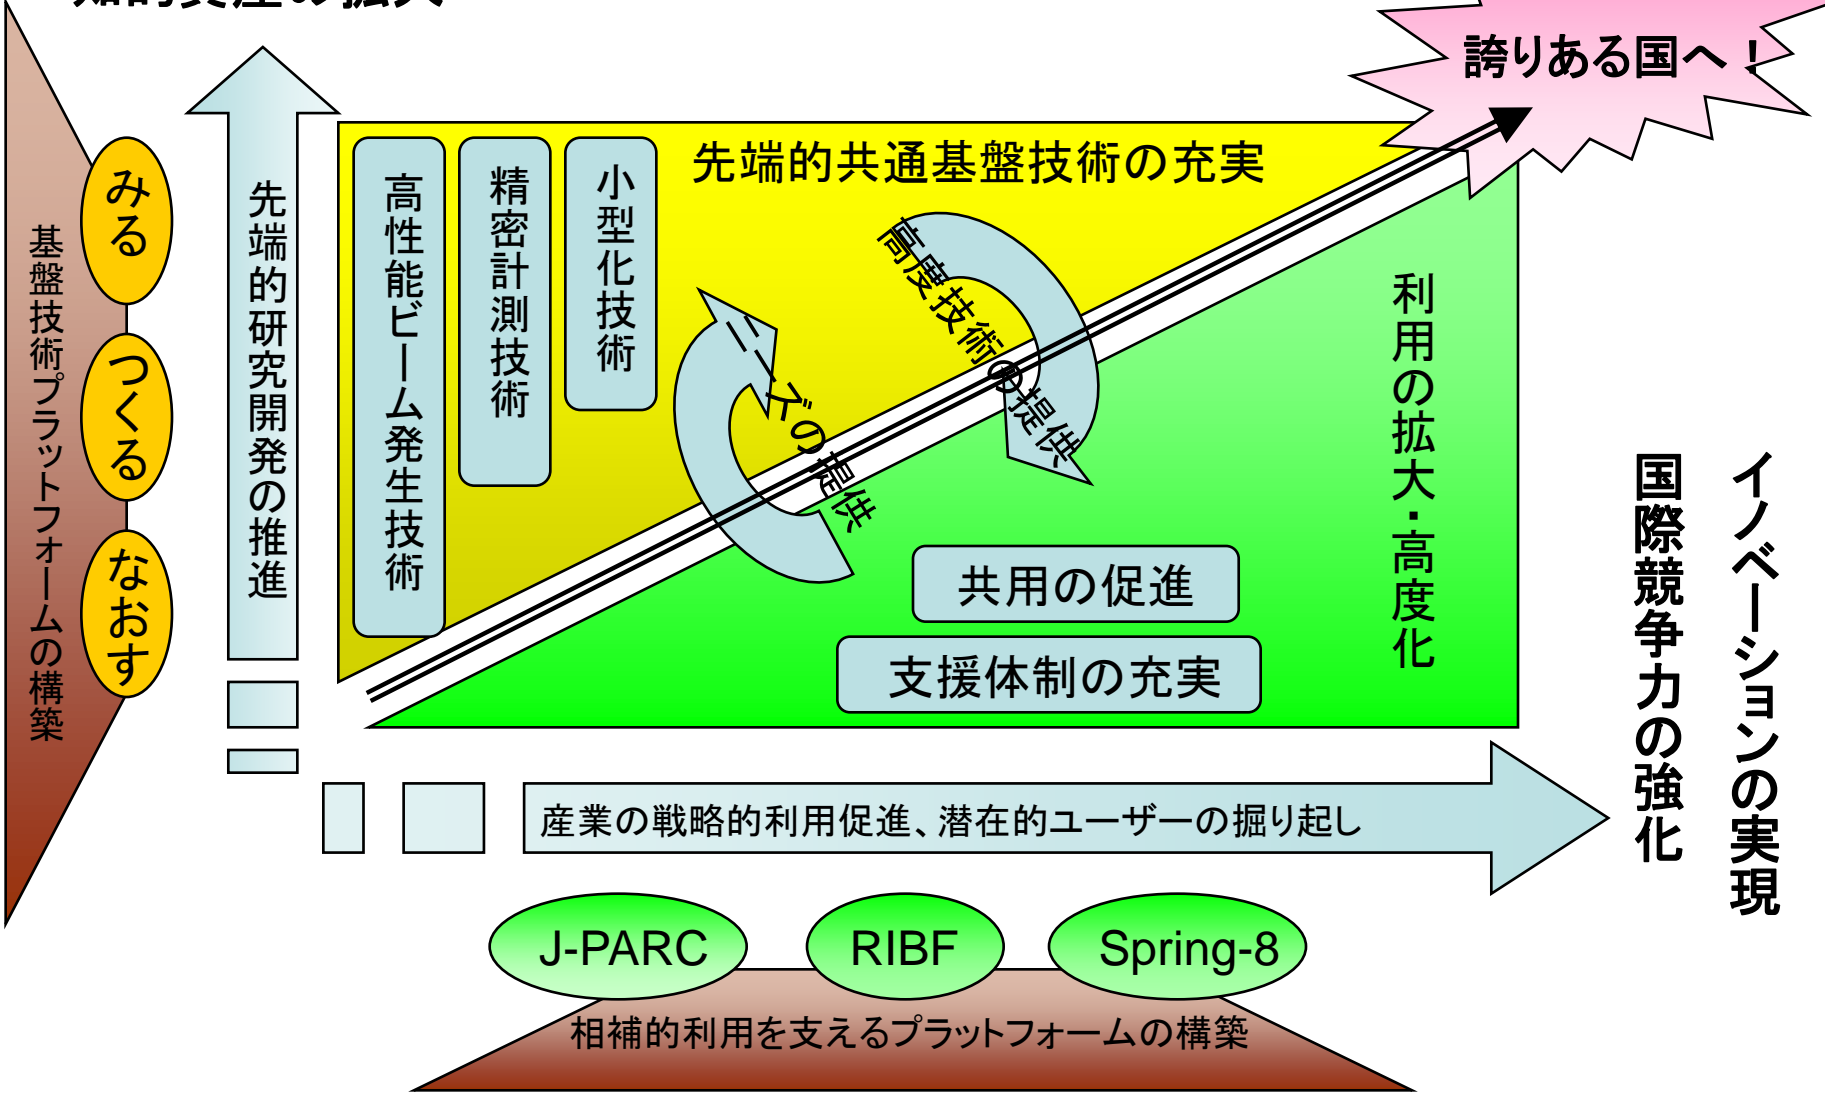 知的資産の拡大
誇りある国へ！
先端的共通基盤技術の充実
みる
つくる
なおす
基盤技術プラットフォームの構築
先端的研究開発の推進
高性能ビーム発生技術
精密計測技術
小型化技術
高度技術の提供
ニーズの提供
利用の拡大・高度化
共用の促進
支援体制の充実
イノベーションの実現
国際競争力の強化
産業の戦略的利用促進、潜在的ユーザーの掘り起し
J-PARC
RIBF
Spring-8
相補的利用を支えるプラットフォームの構築